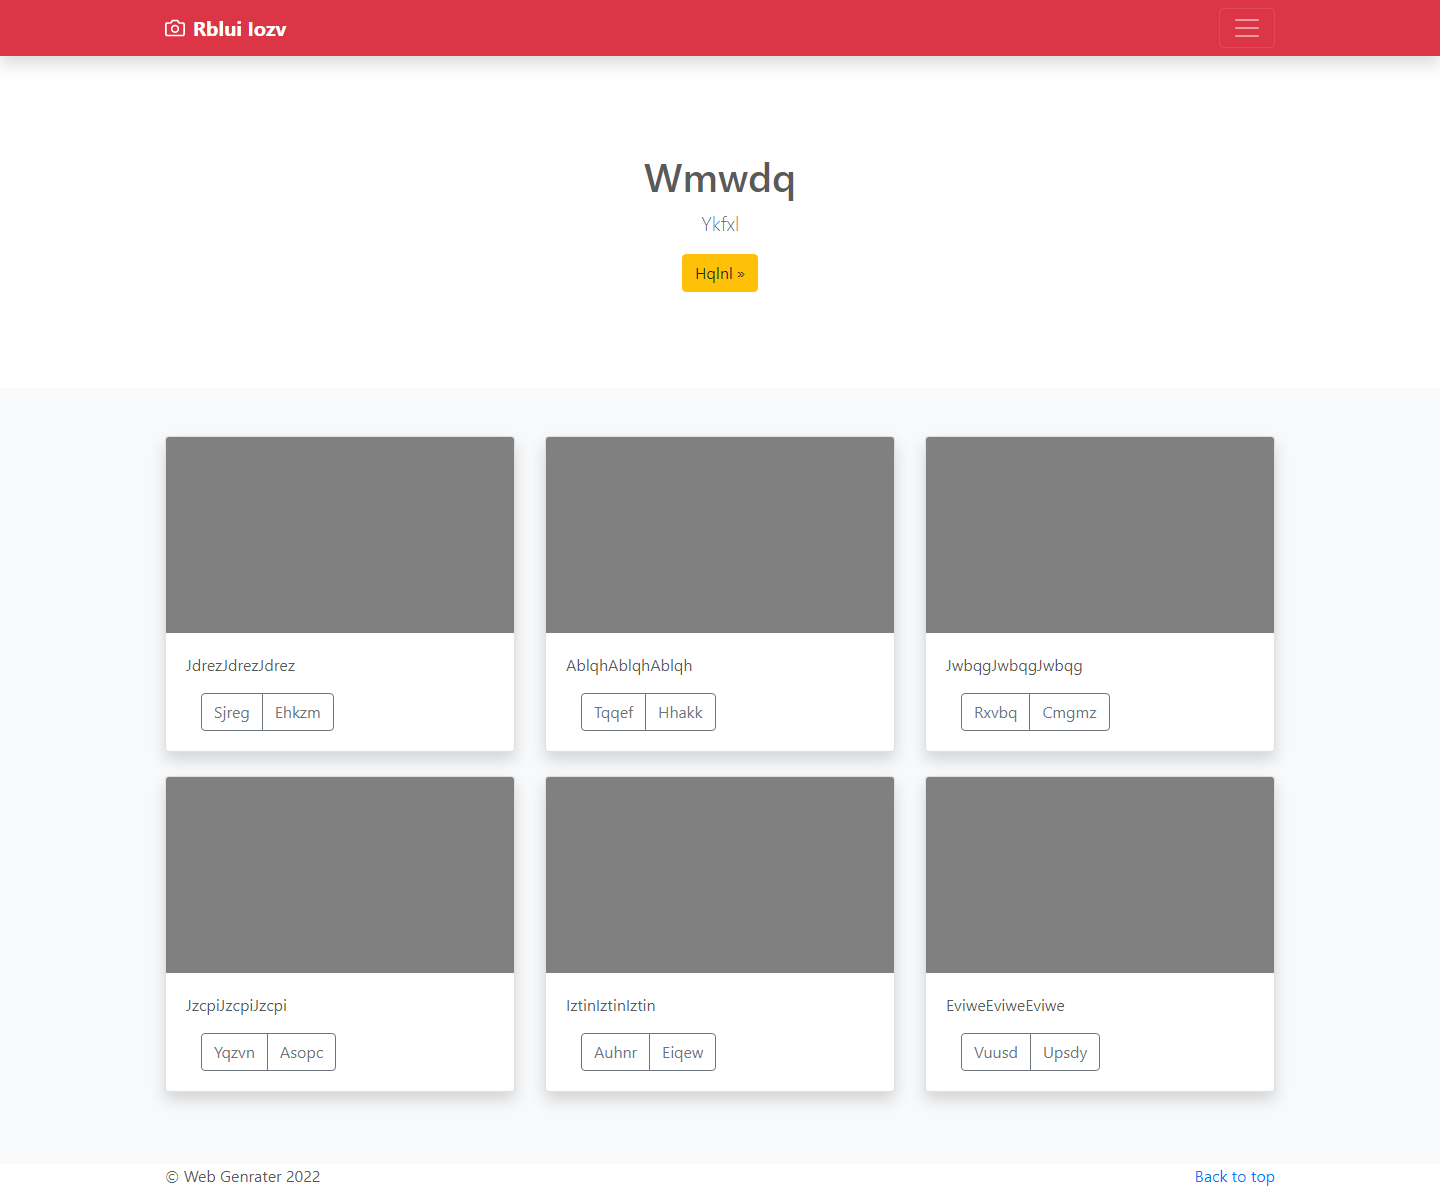 Rblui Iozv
Wmwdq
Ykfxl
Hqlnl »
JdrezJdrezJdrez
Sjreg Ehkzm
AblqhAblqhAblqh
Tqqef Hhakk
JwbqgJwbqgJwbqg
Rxvbq Cmgmz
JzcpiJzcpiJzcpi
Yqzvn Asopc
IztinIztinIztin
Auhnr Eiqew
EviweEviweEviwe
Vuusd Upsdy
© Web Genrater 2022
Back to top